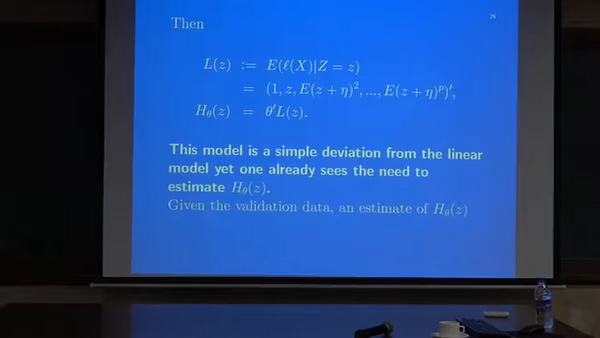 Then
L(z) := E(ℓ(X)|Z = z)
= (1, z, E(z + η)², ..., E(z + η)ᵖ)′,
H_θ(z) = θ′L(z).
This model is a simple deviation from the linear
model yet one already sees the need to
estimate H_θ(z).
Given the validation data, an estimate of H_θ(z)